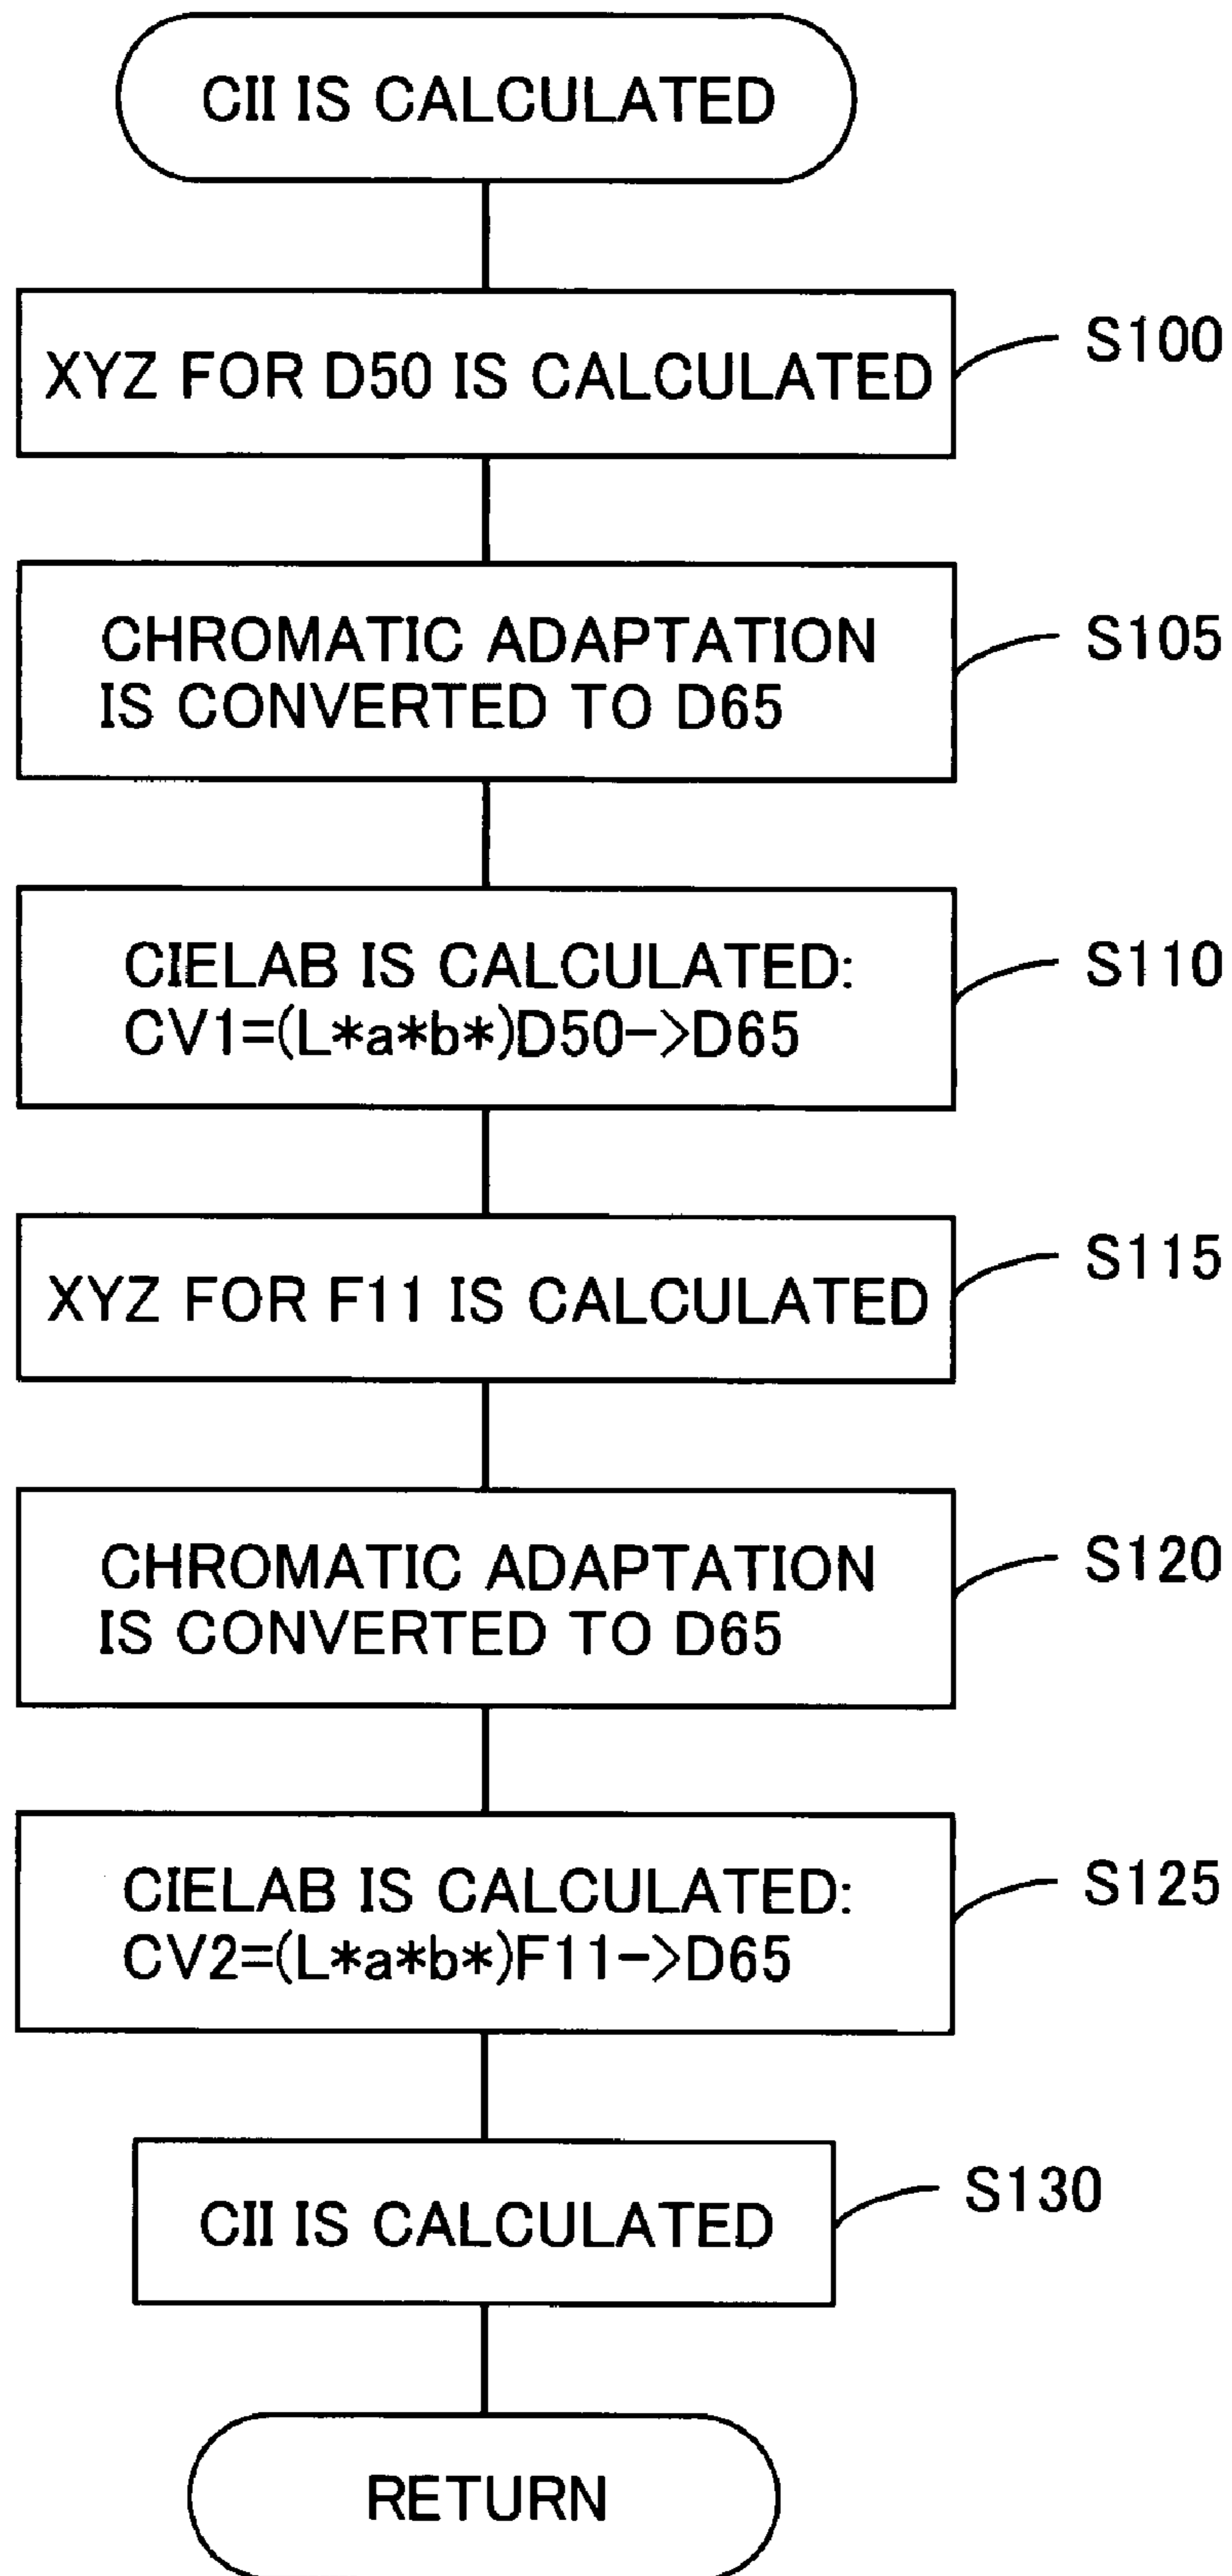 CII IS CALCULATED
XYZ FOR D50 IS CALCULATED
S100
CHROMATIC ADAPTATION
IS CONVERTED TO D65
S105
CIELAB IS CALCULATED:
CV1=(L*a*b*)D50->D65
S110
XYZ FOR F11 IS CALCULATED
S115
CHROMATIC ADAPTATION
IS CONVERTED TO D65
S120
CIELAB IS CALCULATED:
CV2=(L*a*b*)F11->D65
S125
CII IS CALCULATED
S130
RETURN